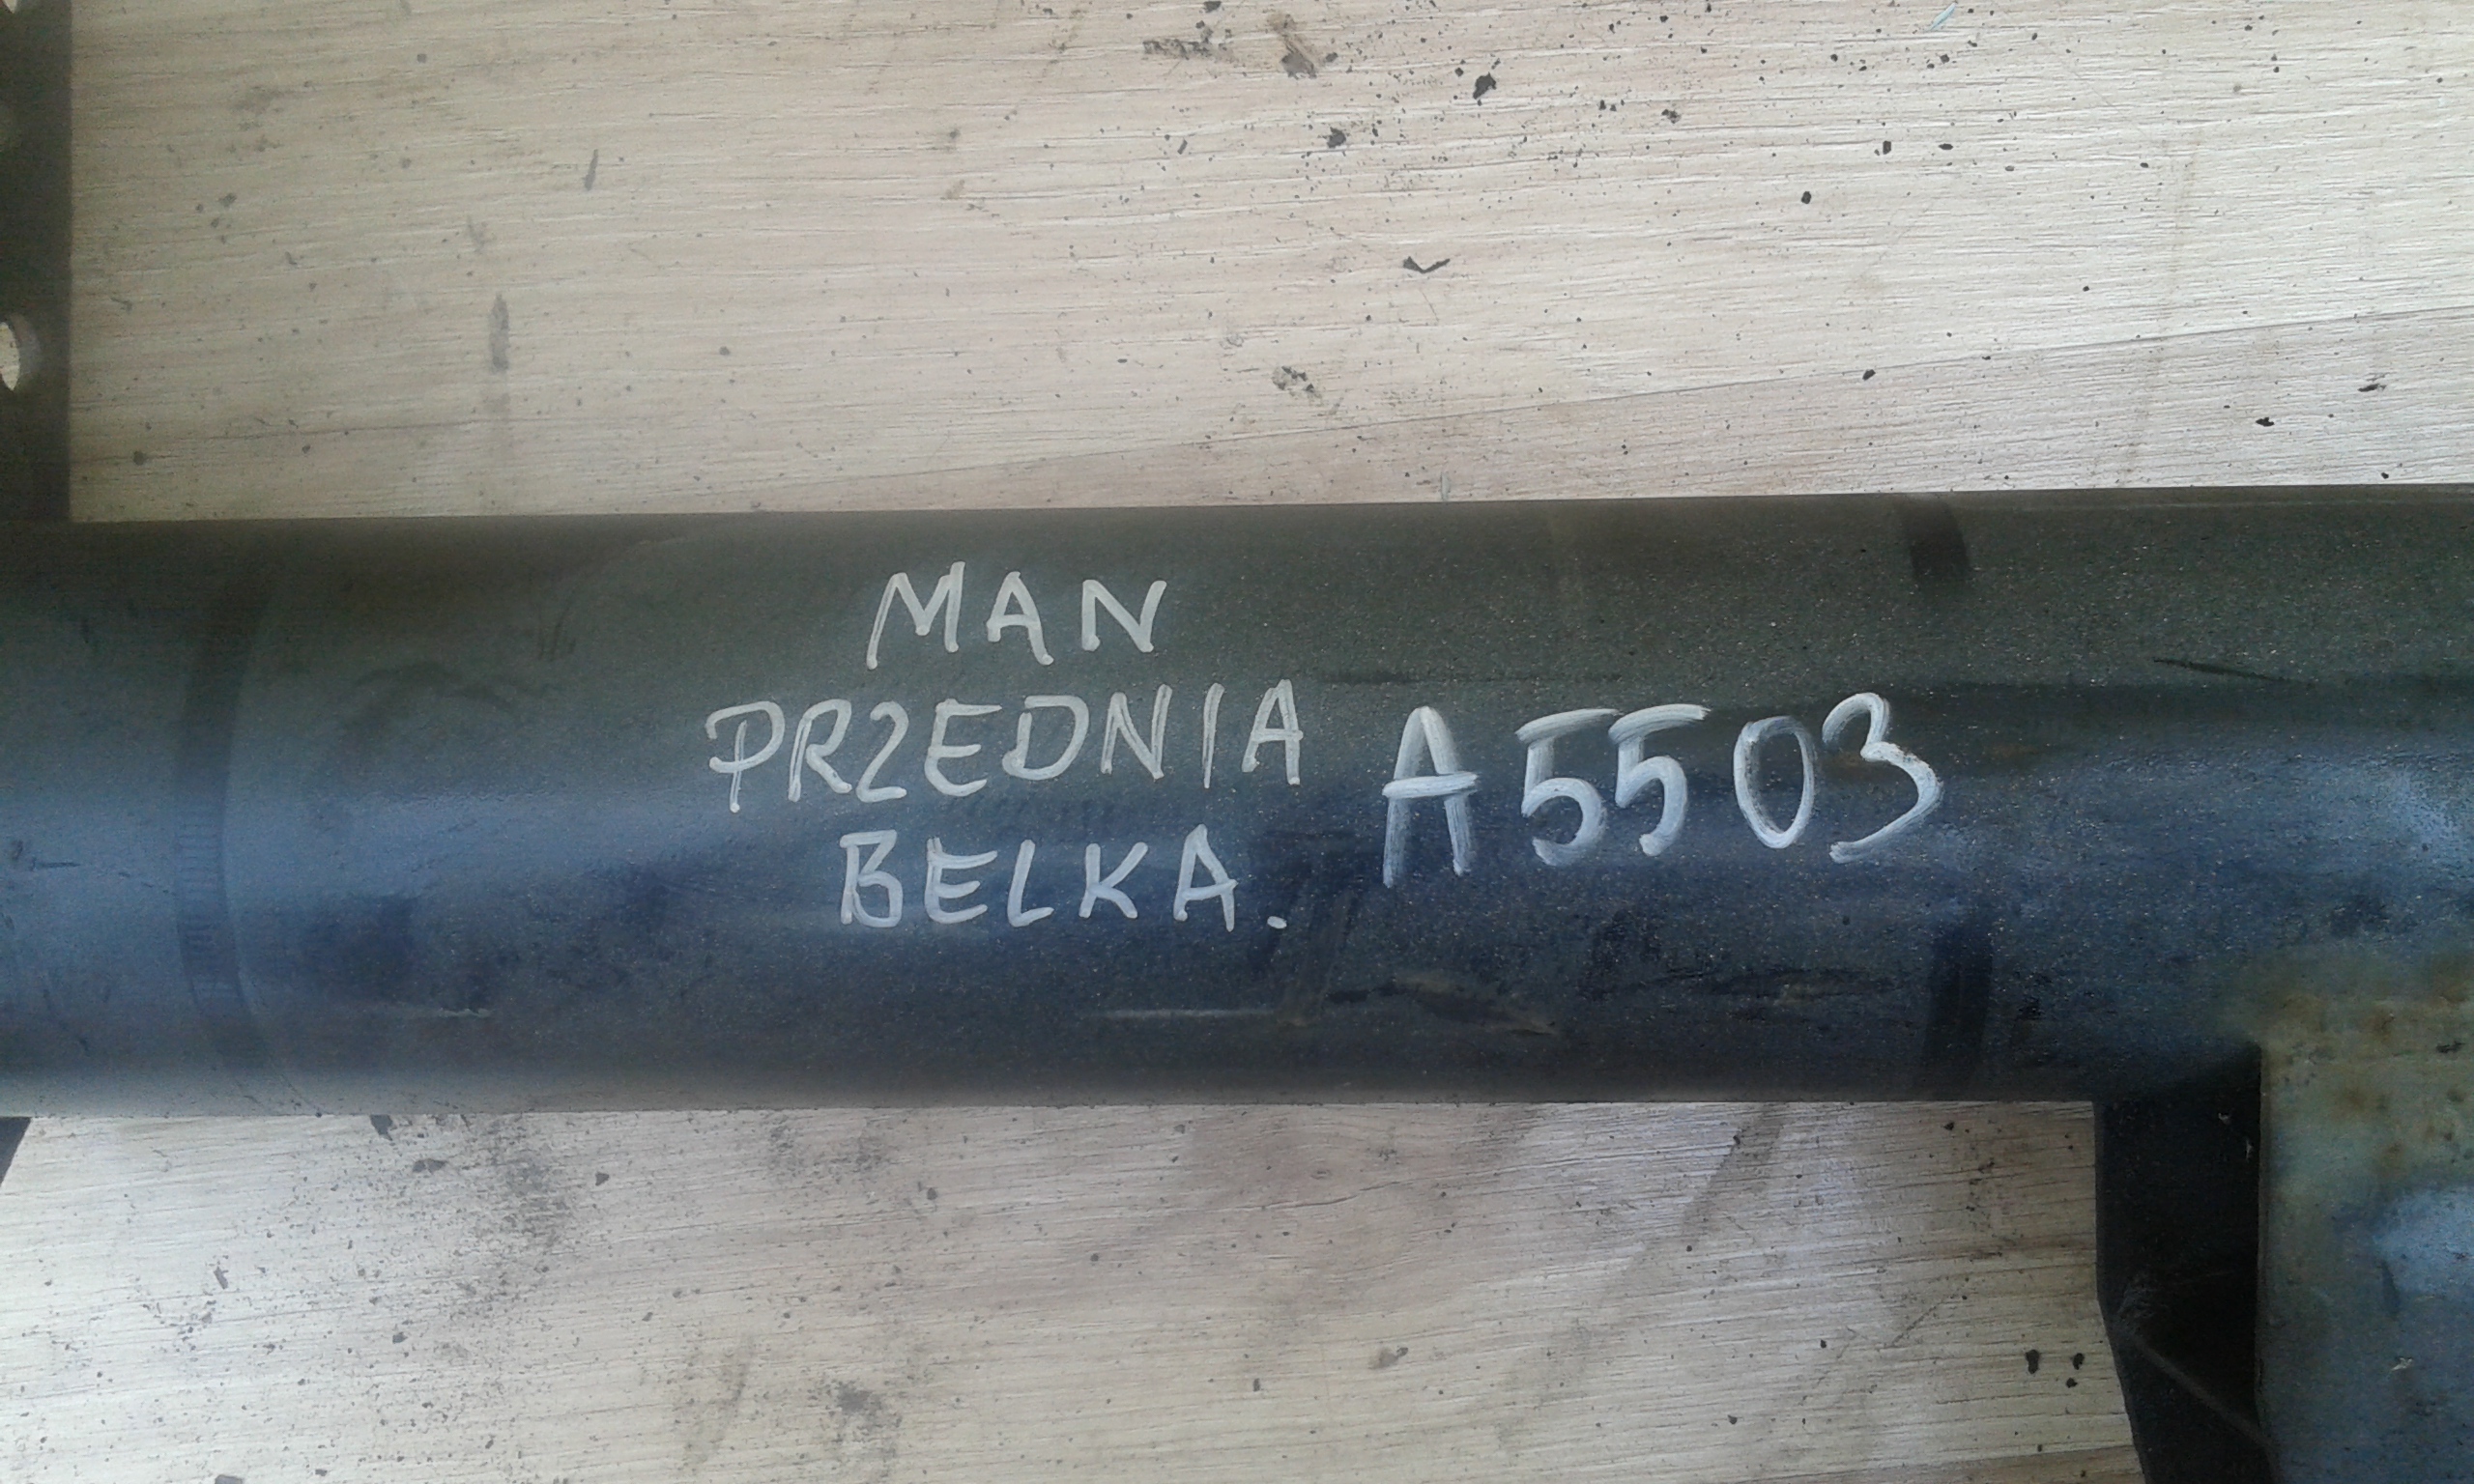 MAN
PRZEDNIA
BELKA.
A5503